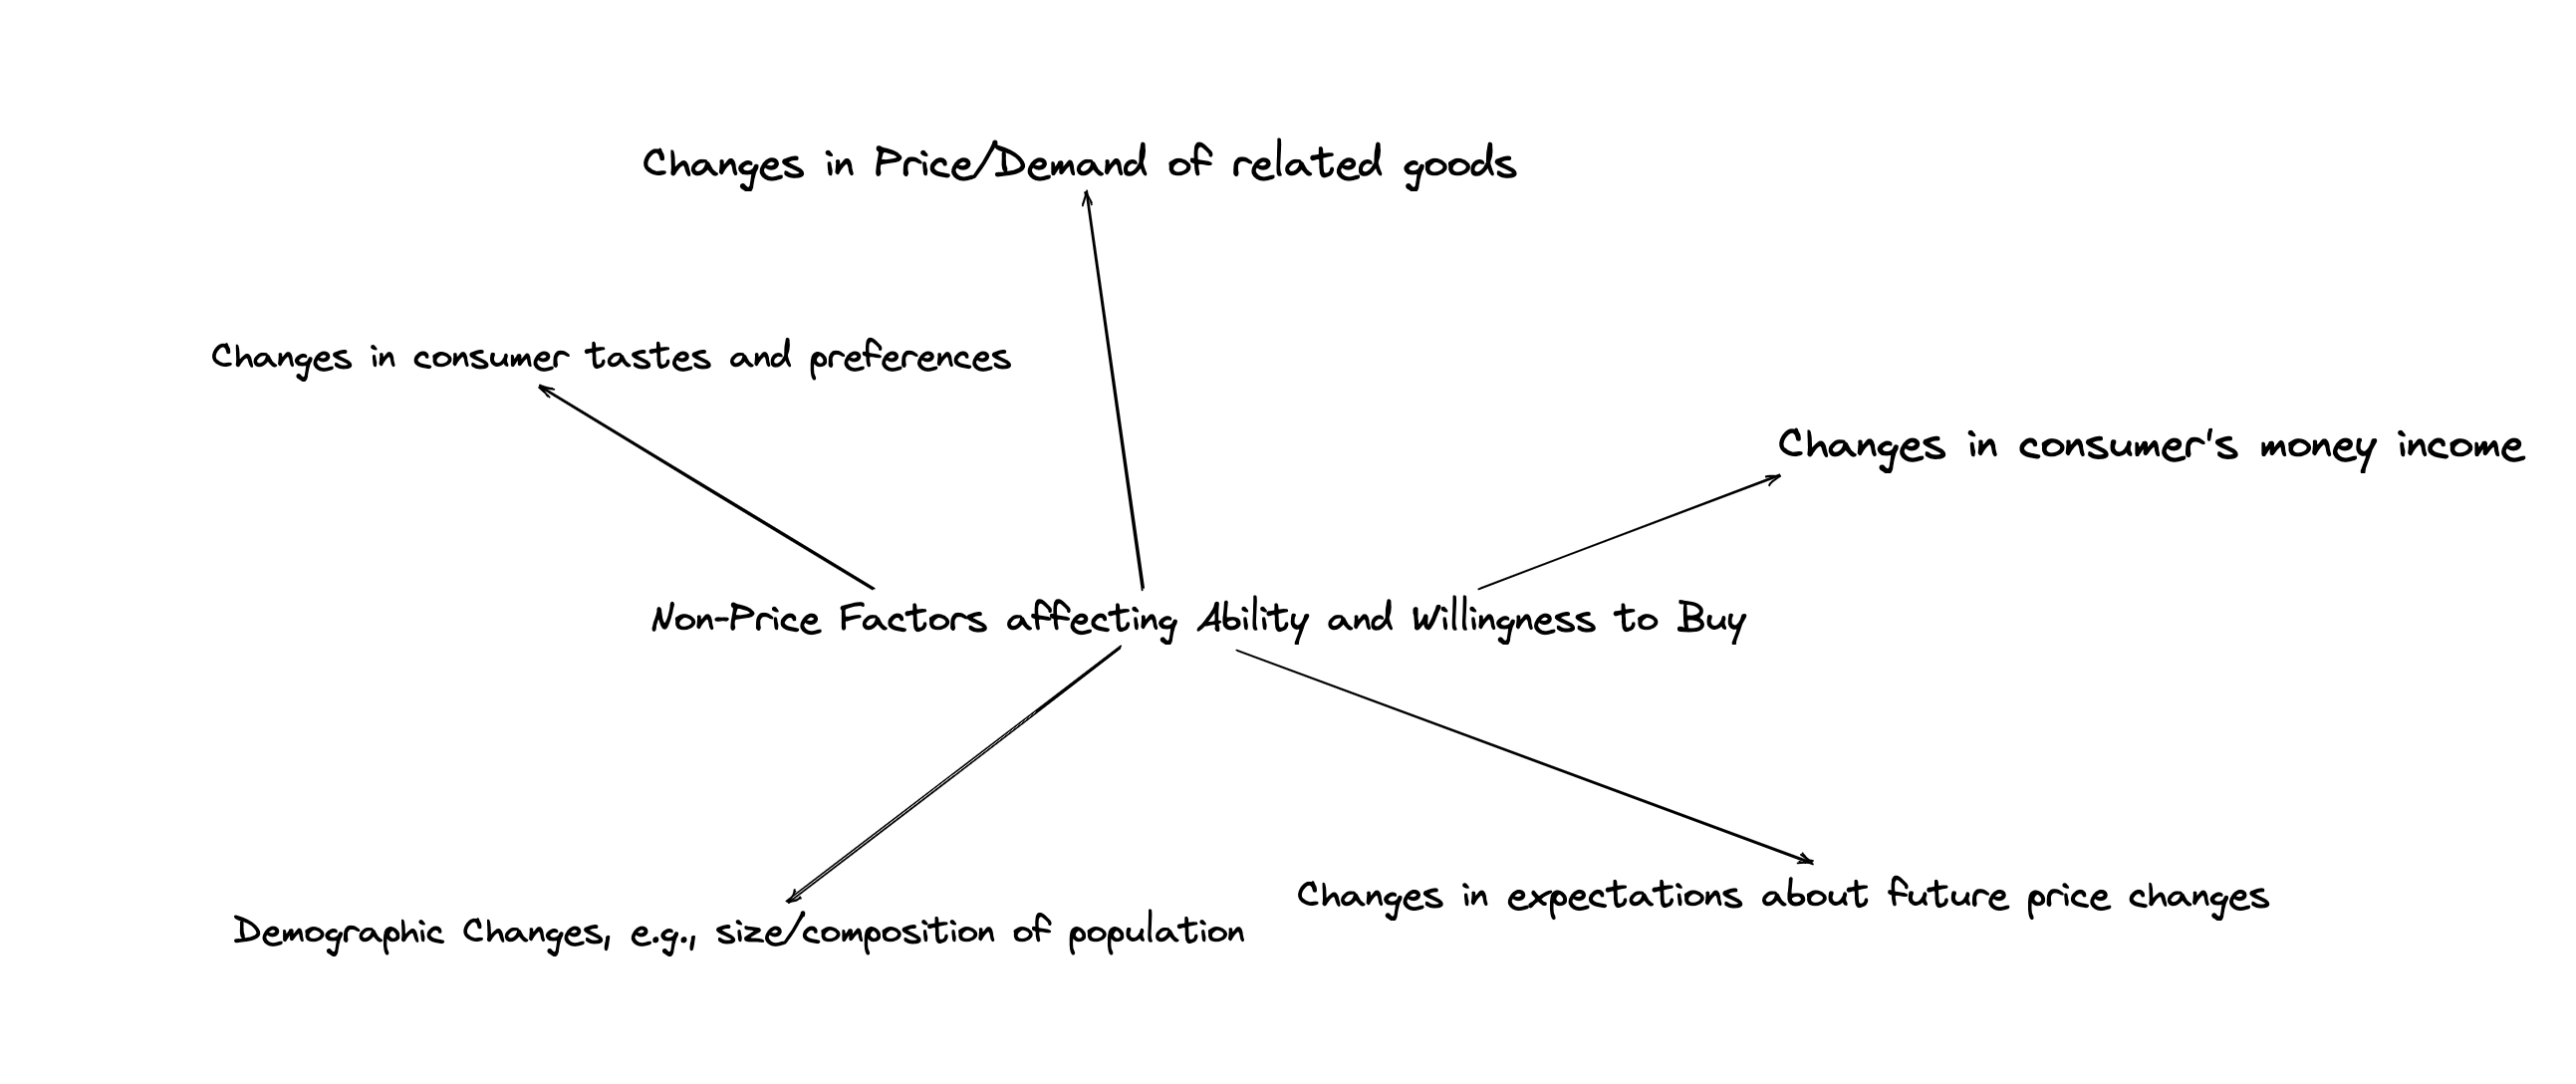 Changes in Price/Demand of related goods
Changes in consumer tastes and preferences
Changes in consumer's money income
Non-Price Factors affecting Ability and Willingness to Buy
Changes in expectations about future price changes
Demographic Changes, e.g., size/composition of population